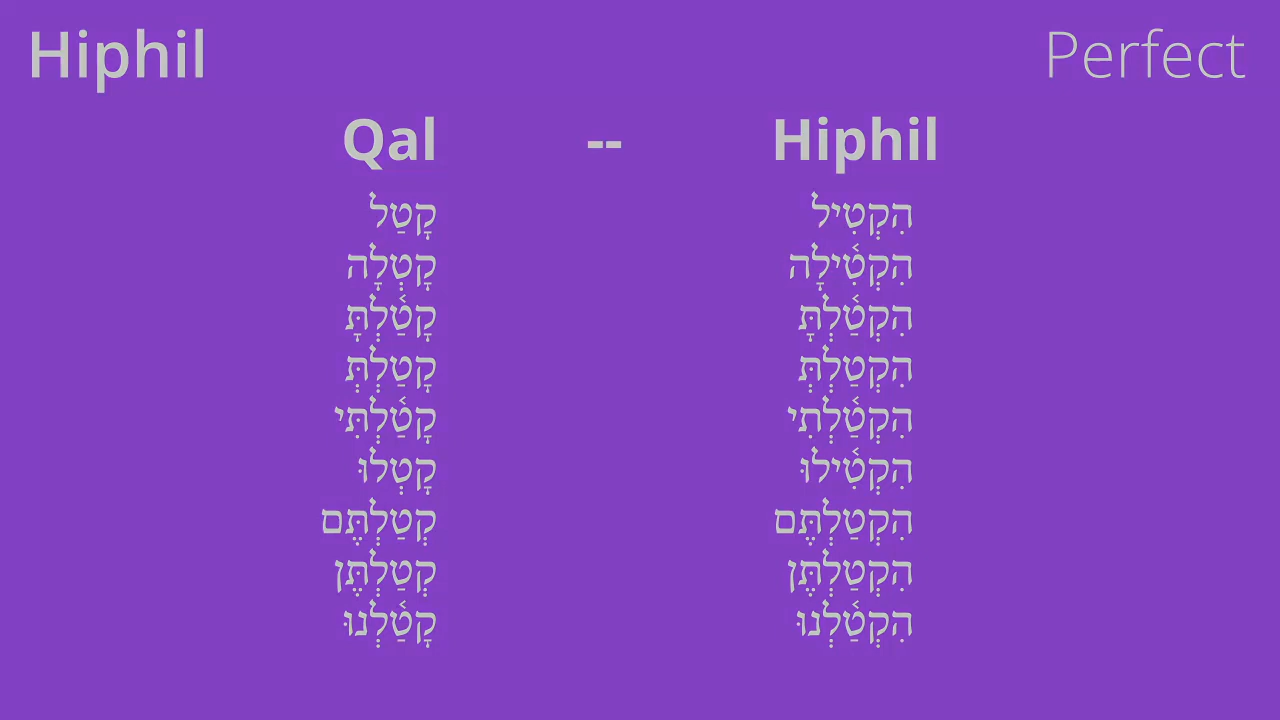 Hiphil Perfect
Qal -- Hiphil
קָטַל הִקְטִיל
קָטְלָה הִקְטִ֫ילָה
קָטַ֫לְתָּ הִקְטַ֫לְתָּ
קָטַלְתְּ הִקְטַלְתְּ
קָטַ֫לְתִּי הִקְטַ֫לְתִי
קָטְלוּ הִקְטִ֫ילוּ
קְטַלְתֶּם הִקְטַלְתֶּם
קְטַלְתֶּן הִקְטַלְתֶּן
קָטַ֫לְנוּ הִקְטַ֫לְנוּ